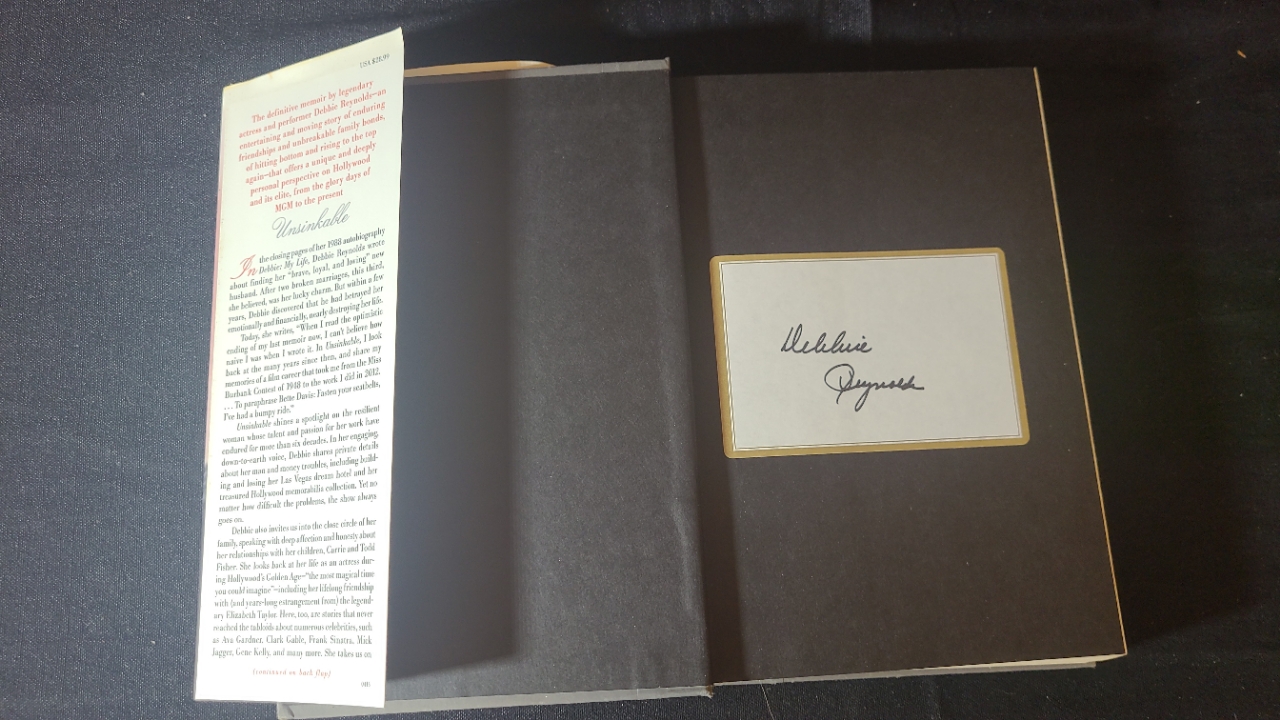 USA $28.99
The definitive memoir by legendary
actress and performer Debbie Reynolds—an
entertaining and moving story of enduring
friendships and unbreakable family bonds,
of hitting bottom and rising to the top
again—that offers a unique and deeply
personal perspective on Hollywood
and its elite, from the glory days of
MGM to the present
Unsinkable
In the closing pages of her 1988 autobiography
Debbie: My Life, Debbie Reynolds wrote
about finding her "brave, loyal, and loving" new
husband. After two broken marriages, this third,
she believed, was her lucky charm. But within a few
years, Debbie discovered that he had betrayed her
emotionally and financially, nearly destroying her life.
Today, she writes, "When I read the optimistic
ending of my last memoir now, I can't believe how
naive I was when I wrote it. In Unsinkable, I look
back at the many years since then, and share my
memories of a film career that took me from the Miss
Burbank Contest of 1948 to the work I did in 2012.
. . . To paraphrase Bette Davis: Fasten your seatbelts,
I've had a bumpy ride."
Unsinkable shines a spotlight on the resilient
woman whose talent and passion for her work have
endured for more than six decades. In her engaging,
down-to-earth voice, Debbie shares private details
about her man and money troubles, including build-
ing and losing her Las Vegas dream hotel and her
treasured Hollywood memorabilia collection. Yet no
matter how difficult the problems, the show always
goes on.
Debbie also invites us into the close circle of her
family, speaking with deep affection and honesty about
her relationships with her children, Carrie and Todd
Fisher. She looks back at her life as an actress dur-
ing Hollywood's Golden Age—"the most magical time
you could imagine"—including her lifelong friendship
with (and years-long estrangement from) the legend-
ary Elizabeth Taylor. Here, too, are stories that never
reached the tabloids about numerous celebrities, such
as Ava Gardner, Clark Gable, Frank Sinatra, Mick
Jagger, Gene Kelly, and many more. She takes us on
(continued on back flap)
Debbie
Reynolds